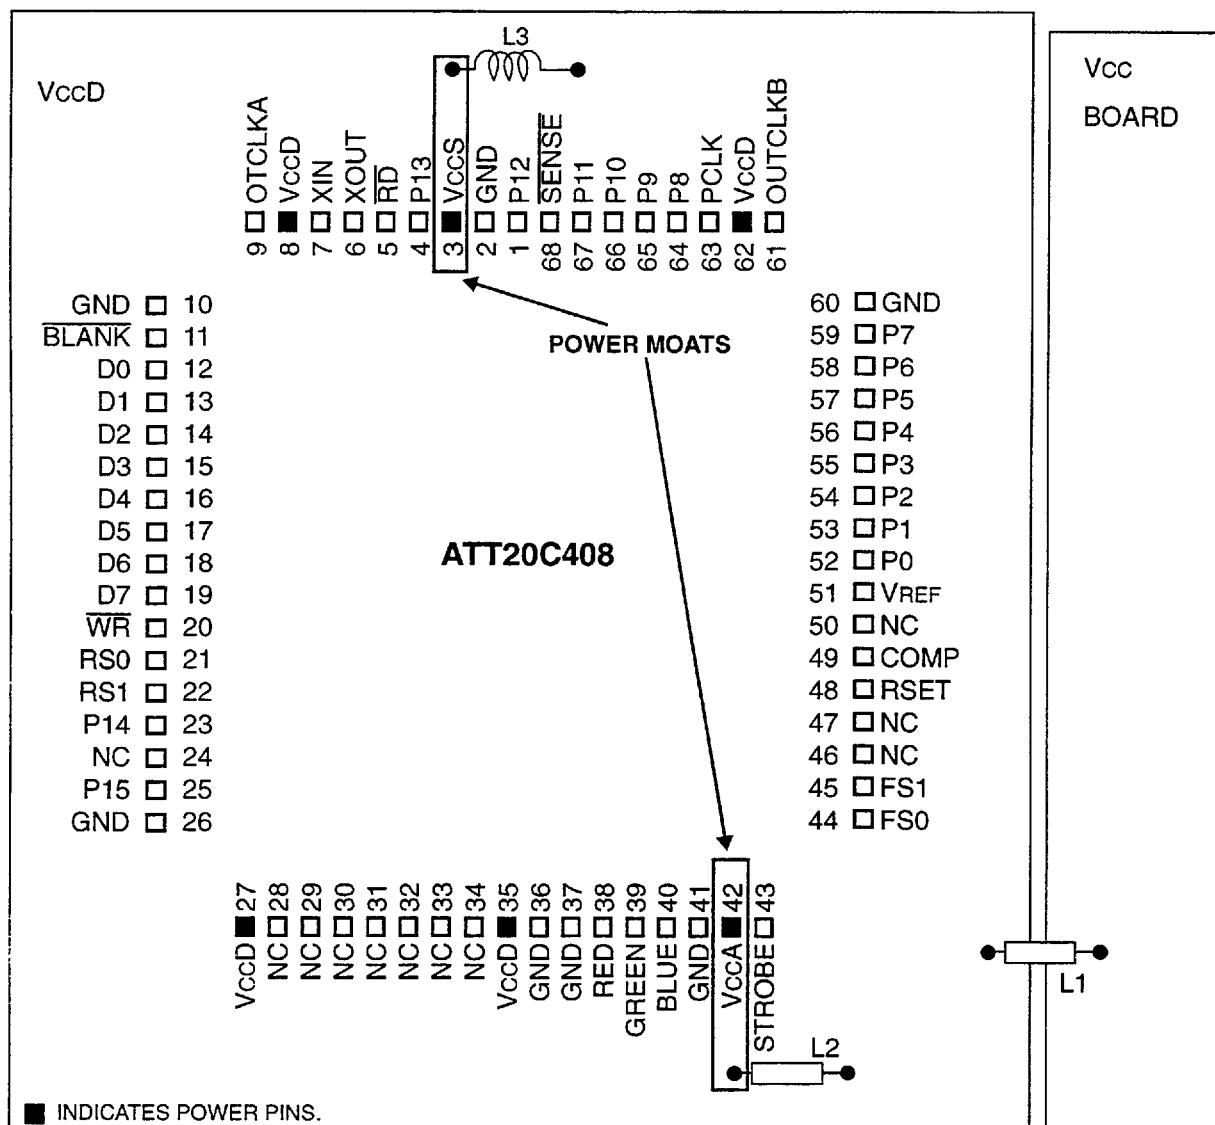 L3
VCCD
VCC
BOARD
9 OTCLKA
8 VCCD
7 XIN
6 XOUT
5 RD
4 P13
3 VCCS
2 GND
1 P12
68 SENSE
67 P11
66 P10
65 P9
64 P8
63 PCLK
62 VCCD
61 OUTCLKB
GND 10
BLANK 11
D0 12
D1 13
D2 14
D3 15
D4 16
D5 17
D6 18
D7 19
WR 20
RS0 21
RS1 22
P14 23
NC 24
P15 25
GND 26
POWER MOATS
ATT20C408
60 GND
59 P7
58 P6
57 P5
56 P4
55 P3
54 P2
53 P1
52 P0
51 VREF
50 NC
49 COMP
48 RSET
47 NC
46 NC
45 FS1
44 FS0
VCCD 27
NC 28
NC 29
NC 30
NC 31
NC 32
NC 33
NC 34
VCCD 35
GND 36
GND 37
RED 38
GREEN 39
BLUE 40
GND 41
VCCA 42
STROBE 43
L1
L2
INDICATES POWER PINS.